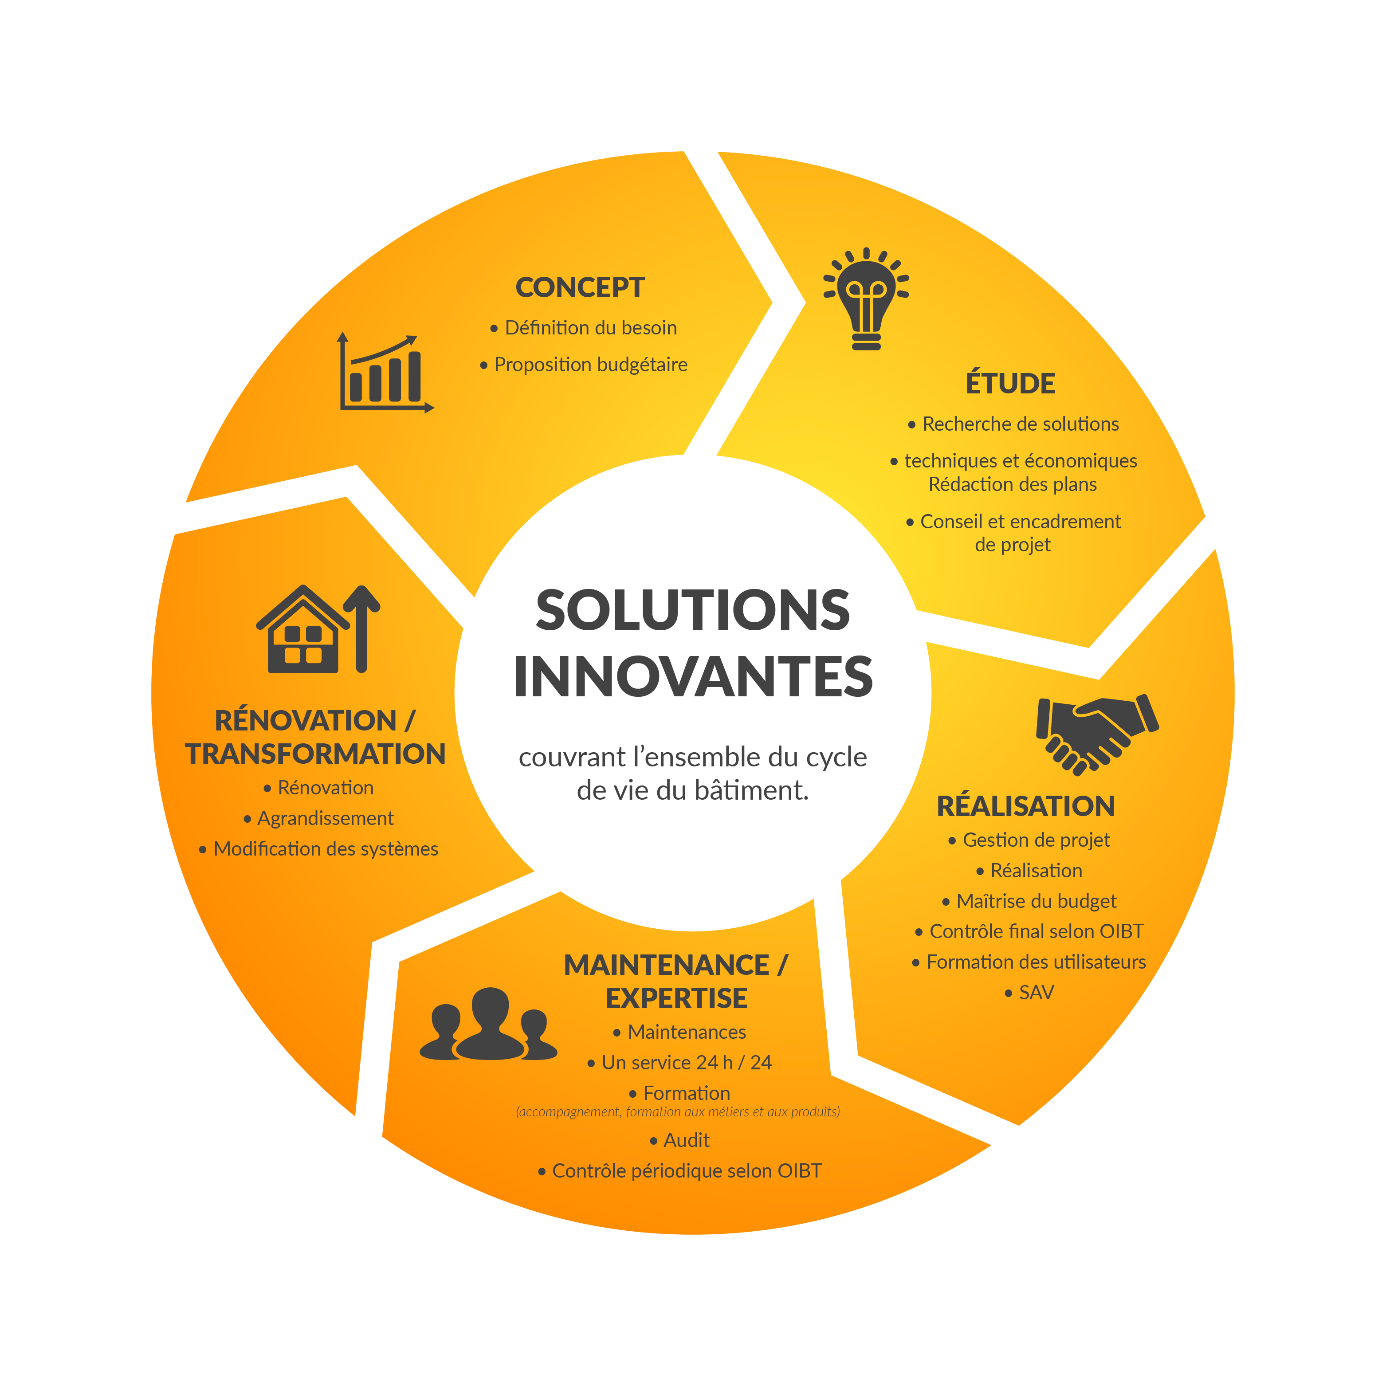 CONCEPT
• Définition du besoin
• Proposition budgétaire
ÉTUDE
• Recherche de solutions
• techniques et économiques
Rédaction des plans
• Conseil et encadrement
de projet
RÉALISATION
• Gestion de projet
• Réalisation
• Maîtrise du budget
• Contrôle final selon OIBT
• Formation des utilisateurs
• SAV
MAINTENANCE /
EXPERTISE
• Maintenances
• Un service 24 h / 24
• Formation
(accompagnement, formation aux métiers et aux produits)
• Audit
• Contrôle périodique selon OIBT
RÉNOVATION /
TRANSFORMATION
• Rénovation
• Agrandissement
• Modification des systèmes
SOLUTIONS
INNOVANTES
couvrant l’ensemble du cycle
de vie du bâtiment.